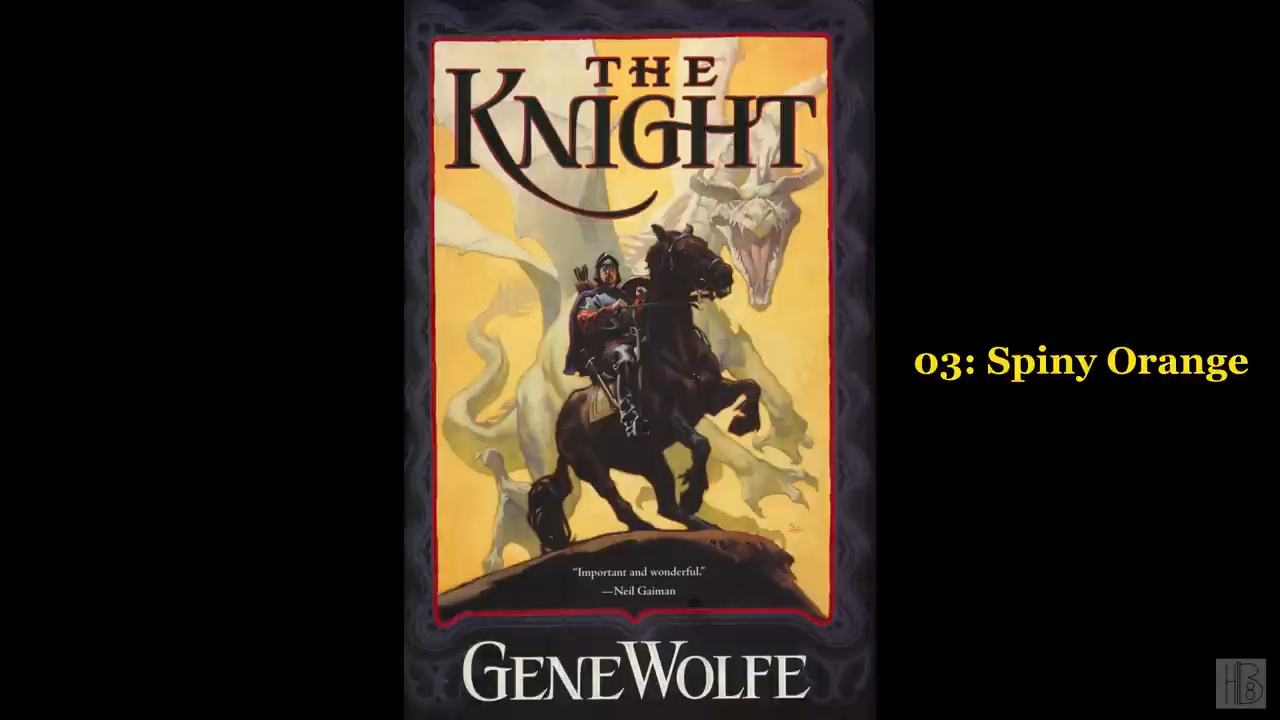 THE
KNIGHT
03: Spiny Orange
"Important and wonderful."
—Neil Gaiman
GENE WOLFE